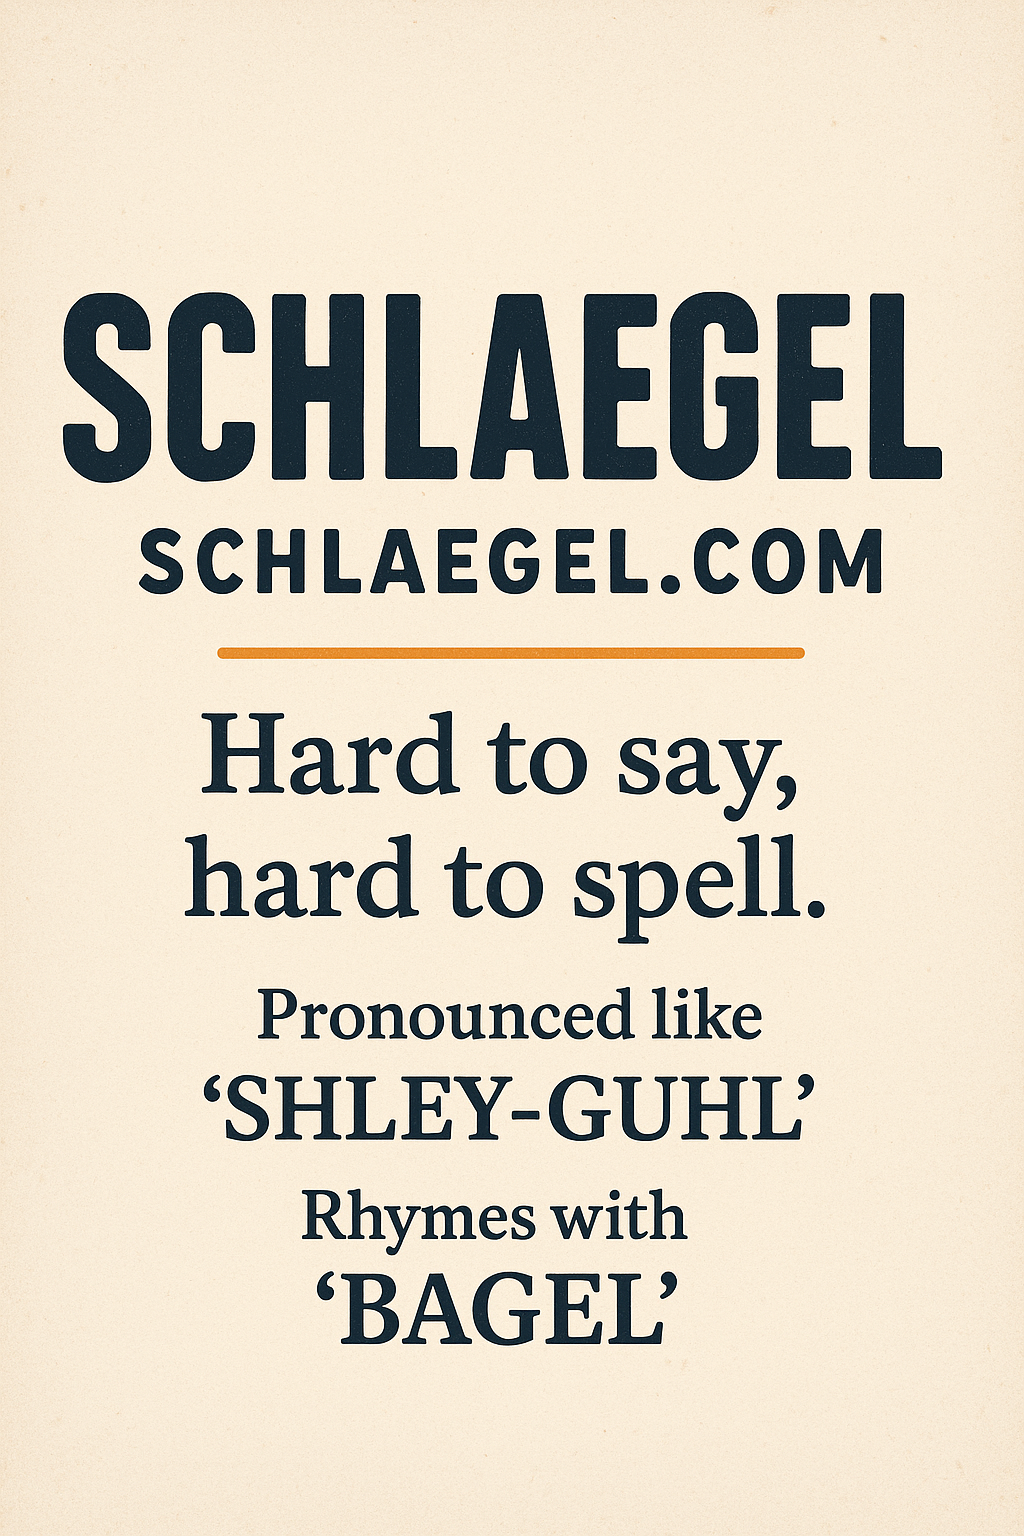 SCHLAEGEL
SCHLAEGEL.COM
Hard to say,
hard to spell.
Pronounced like
‘SHLEY-GUHL’
Rhymes with
‘BAGEL’